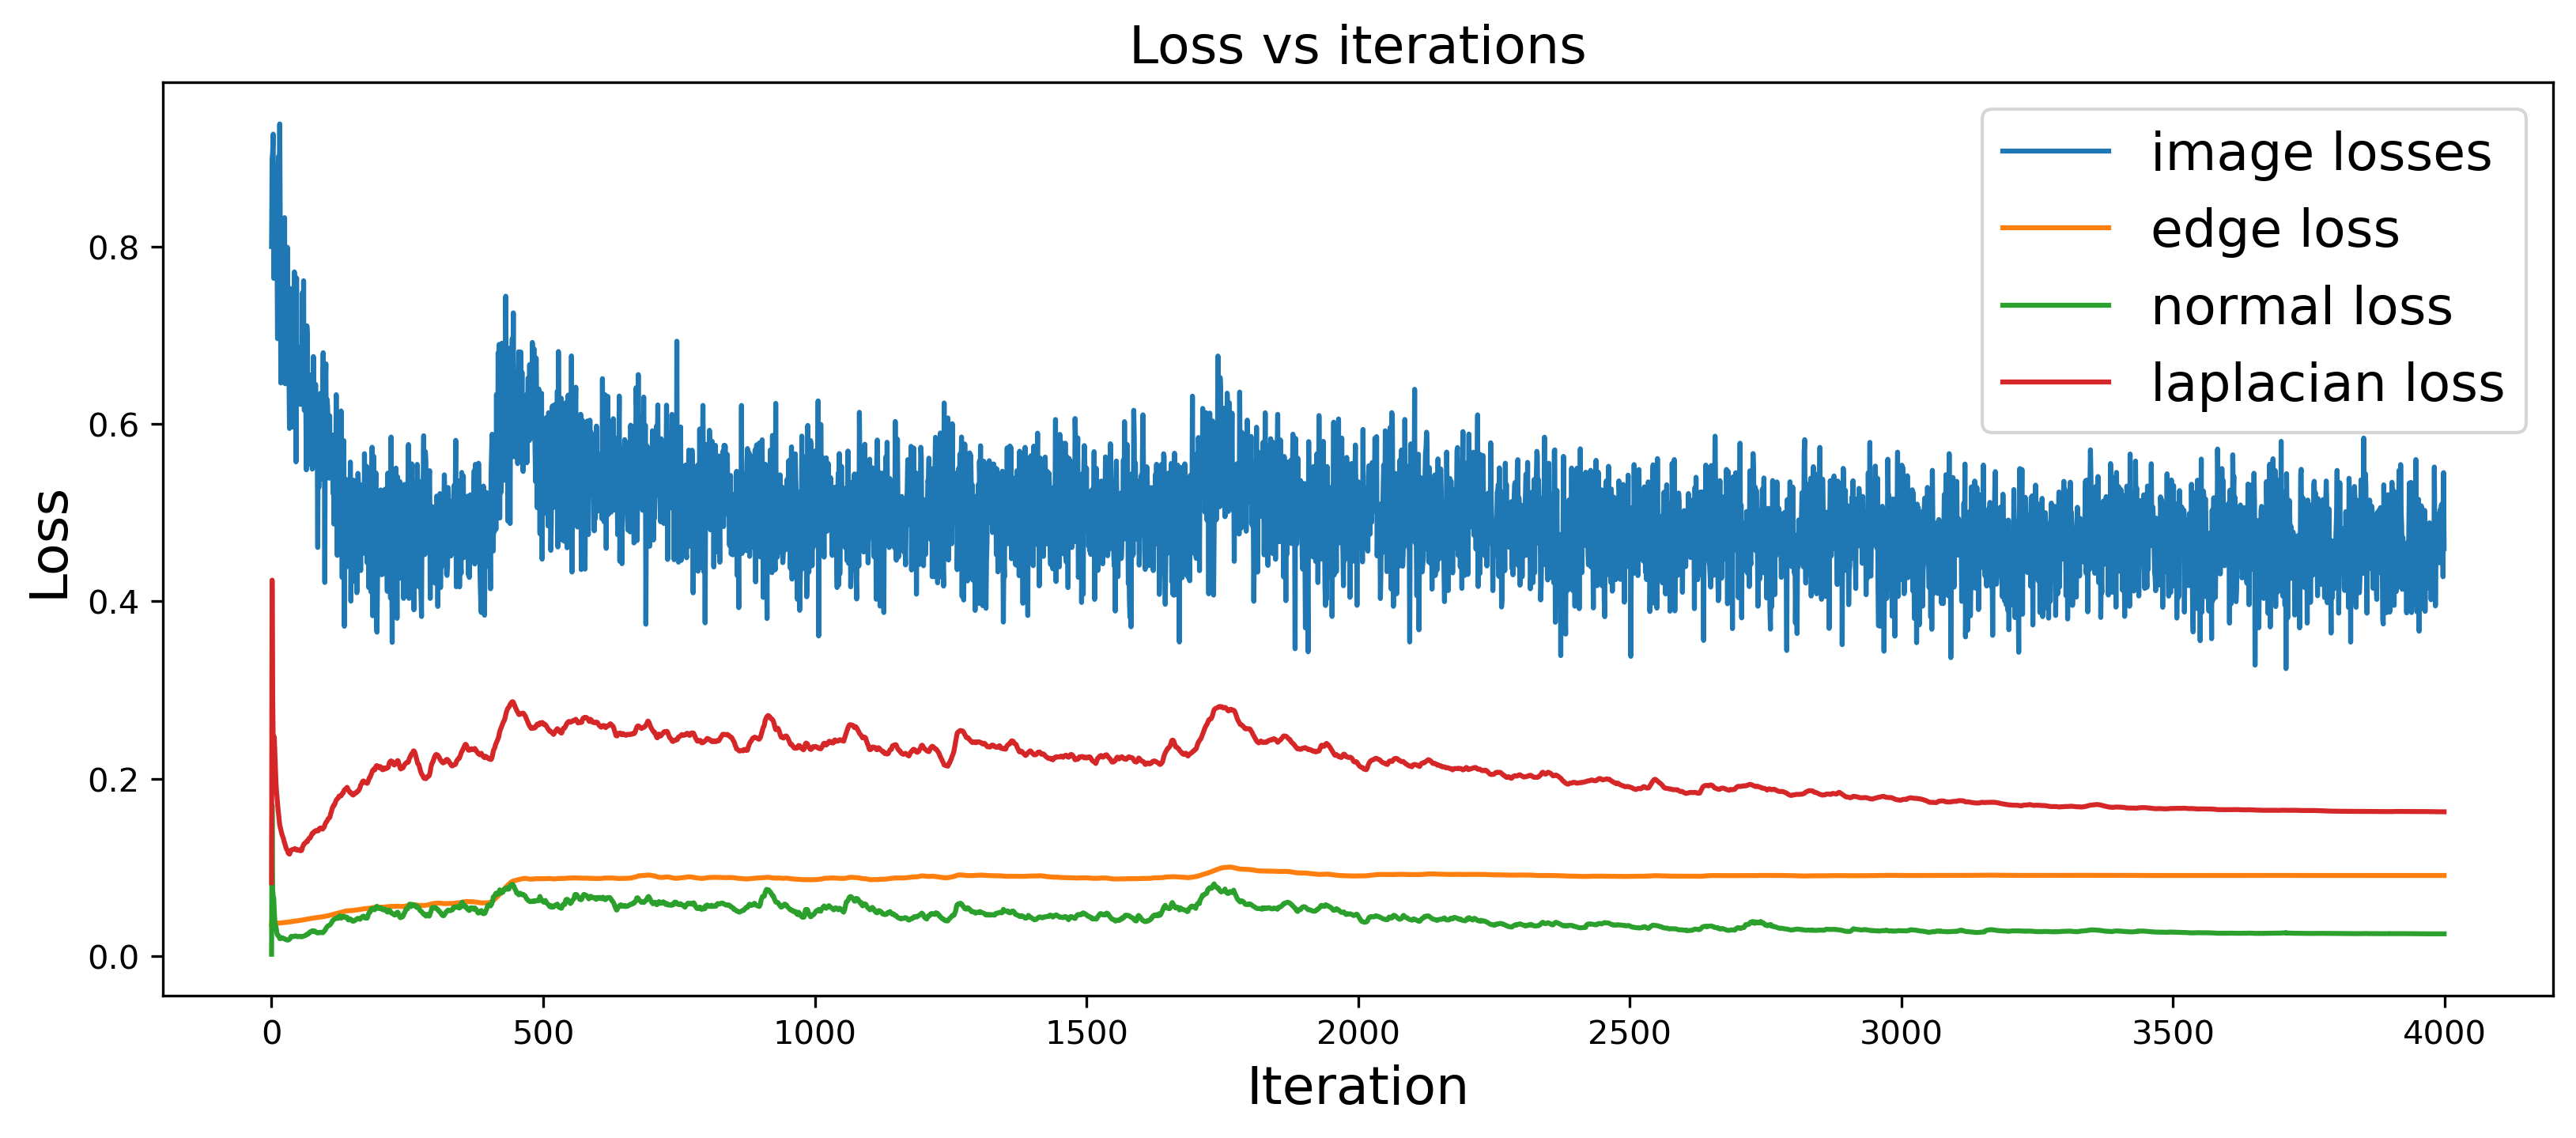 Loss vs iterations
image losses
edge loss
normal loss
laplacian loss
Loss
0.8
0.6
0.4
0.2
0.0
0 500 1000 1500 2000 2500 3000 3500 4000
Iteration